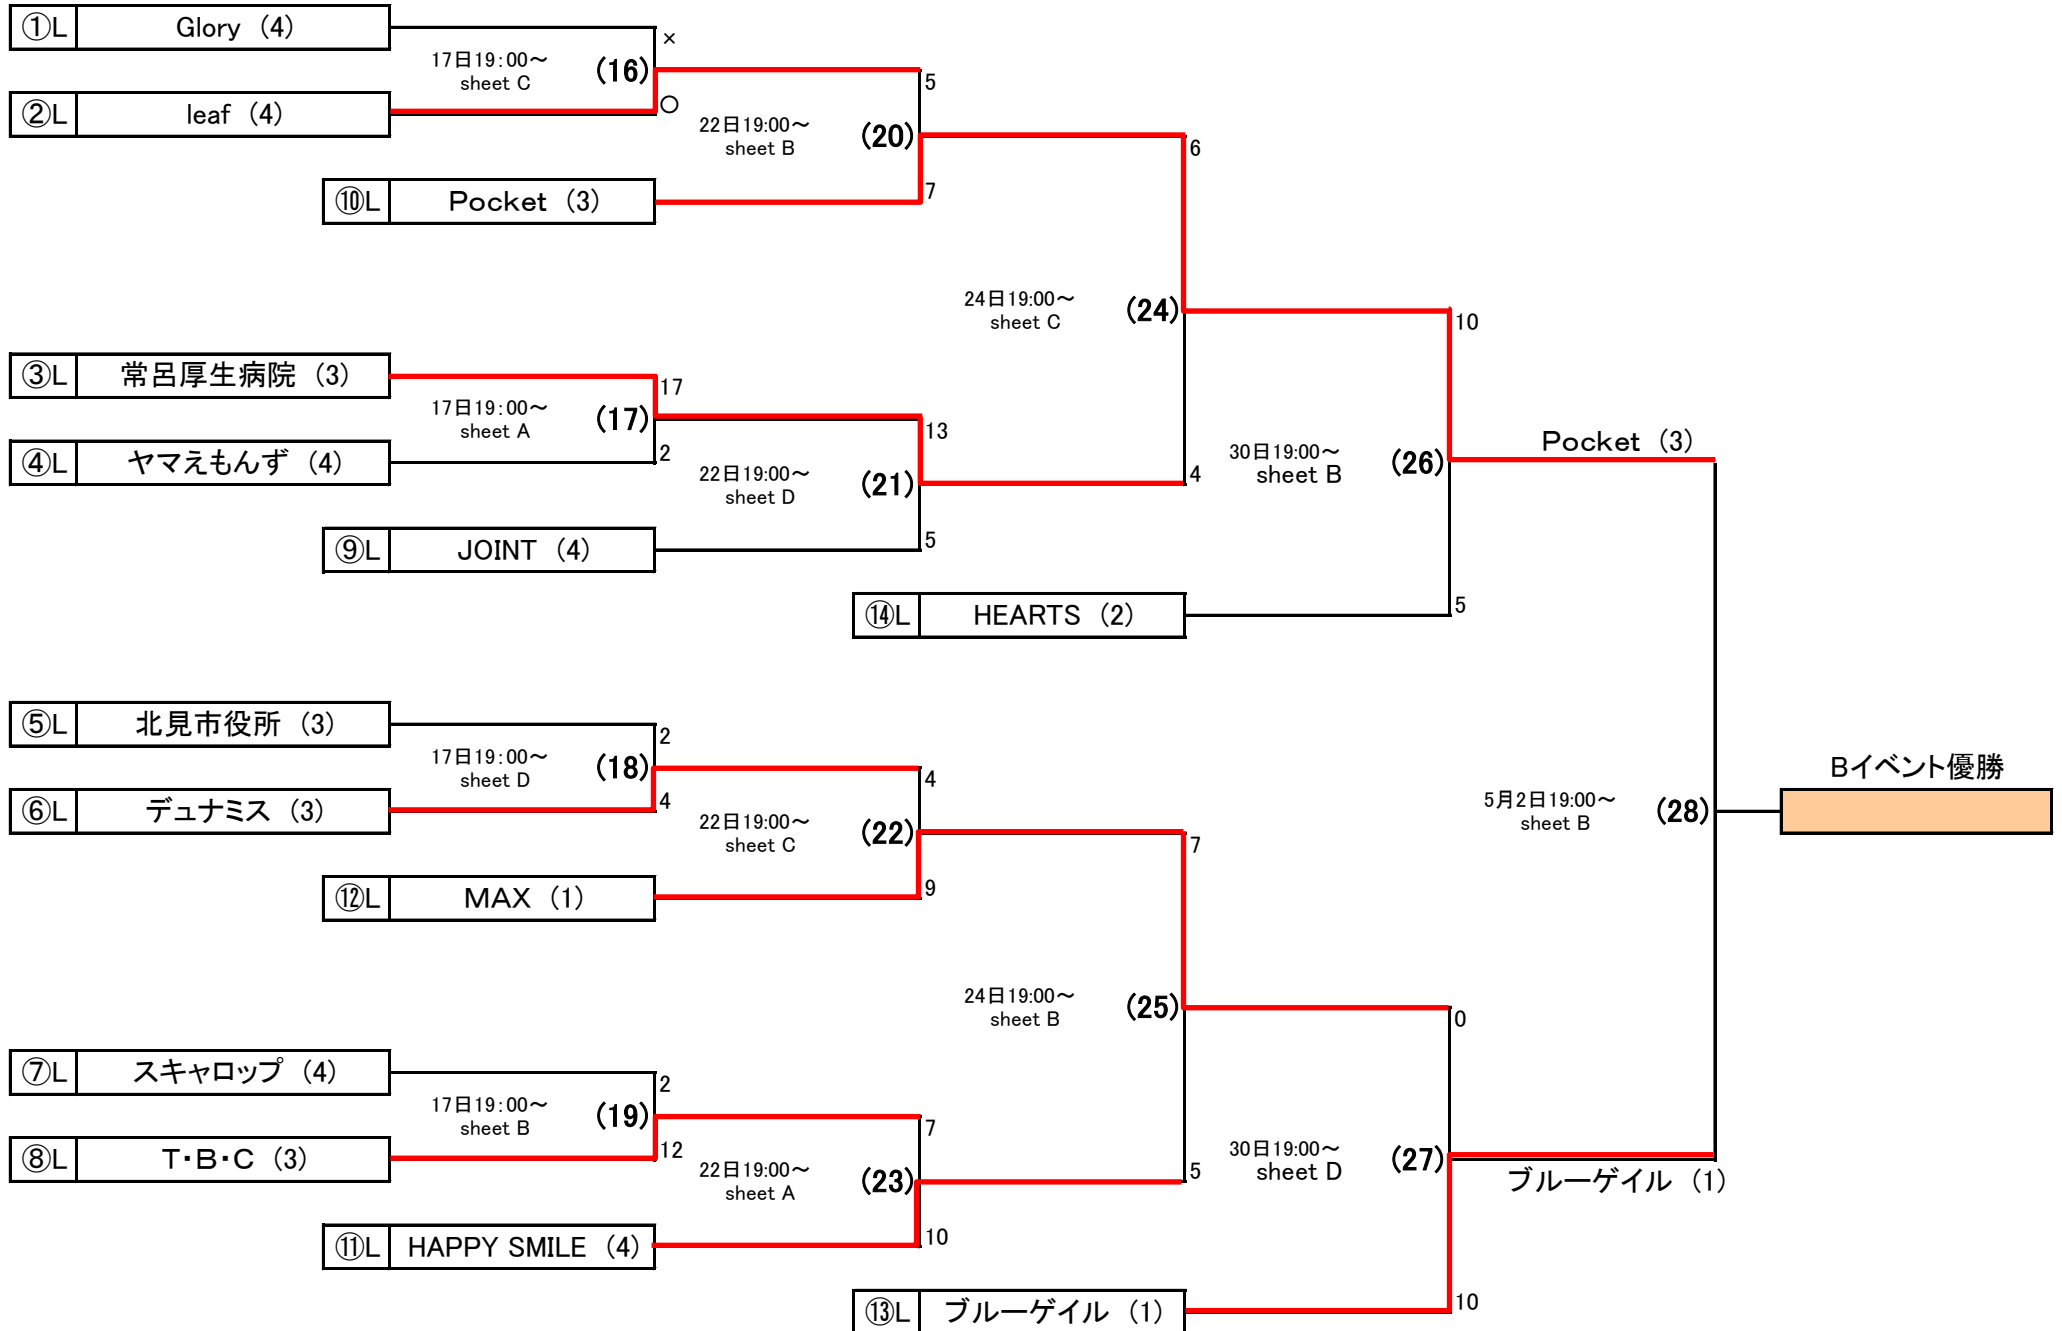 ①L Glory (4)
×
17日19:00～
sheet C
(16)
②L leaf (4)
○
5
22日19:00～
sheet B
(20)
⑩L Pocket (3)
7
6
24日19:00～
sheet C
(24)
10
③L 常呂厚生病院 (3)
17
17日19:00～
sheet A
(17)
④L ヤマえもんず (4)
2
13
22日19:00～
sheet D
(21)
4
⑨L JOINT (4)
5
30日19:00～
sheet B
(26)
Pocket (3)
⑭L HEARTS (2)
5
⑤L 北見市役所 (3)
2
17日19:00～
sheet D
(18)
⑥L デュナミス (3)
4
4
22日19:00～
sheet C
(22)
7
⑫L MAX (1)
9
5月2日19:00～
sheet B
(28)
Bイベント優勝
24日19:00～
sheet B
(25)
0
⑦L スキャロップ (4)
2
17日19:00～
sheet B
(19)
⑧L T・B・C (3)
12
7
22日19:00～
sheet A
(23)
5
⑪L HAPPY SMILE (4)
10
30日19:00～
sheet D
(27)
ブルーゲイル (1)
⑬L ブルーゲイル (1)
10